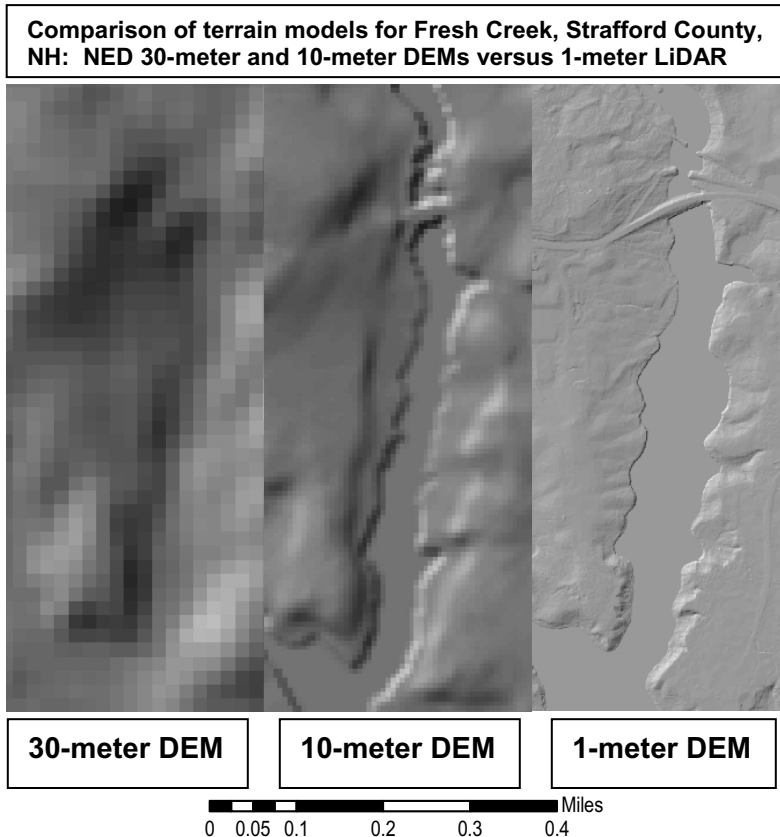 Comparison of terrain models for Fresh Creek, Strafford County,
NH: NED 30-meter and 10-meter DEMs versus 1-meter LiDAR
30-meter DEM
10-meter DEM
1-meter DEM
Miles
0 0.05 0.1 0.2 0.3 0.4